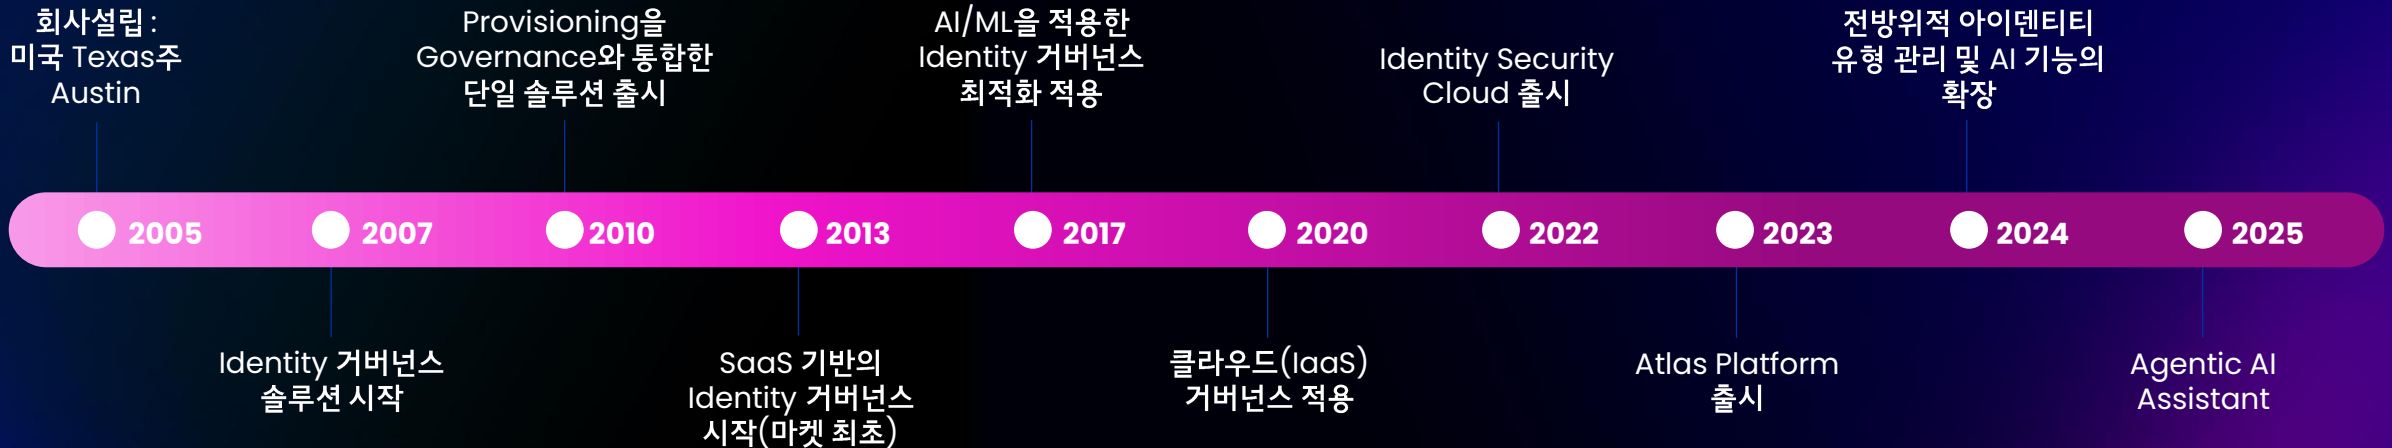 회사설립 :
미국 Texas주
Austin
Provisioning을
Governance와 통합한
단일 솔루션 출시
AI/ML을 적용한
Identity 거버넌스
최적화 적용
Identity Security
Cloud 출시
전방위적 아이덴티티
유형 관리 및 AI 기능의
확장
2005
2007
2010
2013
2017
2020
2022
2023
2024
2025
Identity 거버넌스
솔루션 시작
SaaS 기반의
Identity 거버넌스
시작(마켓 최초)
클라우드(IaaS)
거버넌스 적용
Atlas Platform
출시
Agentic AI
Assistant